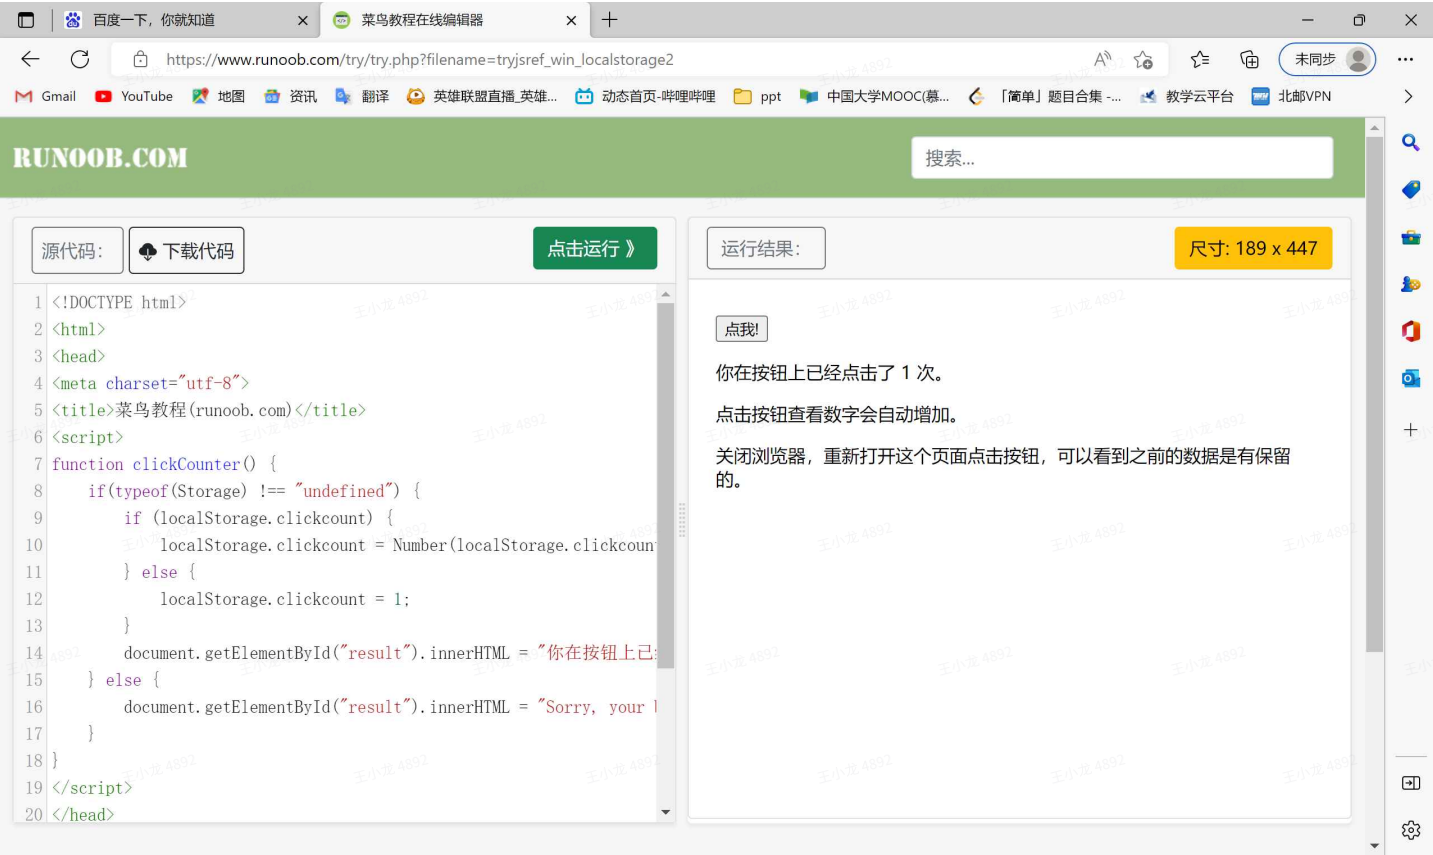 百度一下，你就知道
菜鸟教程在线编辑器
https://www.runoob.com/try/try.php?filename=tryjsref_win_localstorage2
未同步
Gmail
YouTube
地图
资讯
翻译
英雄联盟直播_英雄...
动态首页-哔哩哔哩
ppt
中国大学MOOC(慕...
「简单」题目合集 -...
教学云平台
北邮VPN
RUNOOB.COM
搜索...
源代码：
下载代码
点击运行 》
运行结果：
尺寸: 189 x 447
1 <!DOCTYPE html>
2 <html>
3 <head>
4 <meta charset="utf-8">
5 <title>菜鸟教程(runoob.com)</title>
6 <script>
7 function clickCounter() {
8 if(typeof(Storage) !== "undefined") {
9 if (localStorage.clickcount) {
10 localStorage.clickcount = Number(localStorage.clickcoun
11 } else {
12 localStorage.clickcount = 1;
13 }
14 document.getElementById("result").innerHTML = "你在按钮上已
15 } else {
16 document.getElementById("result").innerHTML = "Sorry, your
17 }
18 }
19 </script>
20 </head>
点我!
你在按钮上已经点击了 1 次。
点击按钮查看数字会自动增加。
关闭浏览器，重新打开这个页面点击按钮，可以看到之前的数据是有保留
的。
王小龙 4892